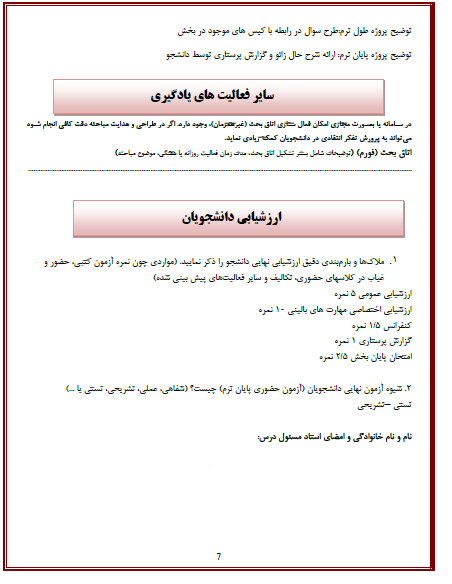 توضیح پروژه طول ترم:طرح سوال در رابطه با کیس های موجود در بخش
توضیح پروژه پایان ترم: ارائه شرح حال زائو و گزارش پرستاری توسط دانشجو
سایر فعالیت های یادگیری
در سامانه یا بصورت مجازی امکان فعال سازی اتاق بحث (غیرهمزمان)، وجود دارد. اگر در طراحی و هدایت مباحثه دقت کافی انجام شود
می‌تواند به پرورش تفکر انتقادی در دانشجویان کمک زیادی نماید.
اتاق بحث (فورم) (توضیحات شامل بستر تشکیل اتاق بحث، مدت زمان فعالیت روزانه یا هفتگی، موضوع مباحثه)
ارزشیابی دانشجویان
۱. ملاک‌ها و بارم‌بندی دقیق ارزشیابی نهایی دانشجو را ذکر نمایید. (مواردی چون نمره آزمون کتبی، حضور و
غیاب در کلاسهای حضوری، تکالیف و سایر فعالیت‌های پیش بینی شده)
ارزشیابی عمومی ۵ نمره
ارزشیابی اختصاصی مهارت های بالینی ۱۰ نمره
کنفرانس ۱/۵ نمره
گزارش پرستاری ۱ نمره
امتحان پایان بخش ۲/۵ نمره
۲. شیوه آزمون نهایی دانشجویان (آزمون حضوری پایان ترم) چیست؟ (شفاهی، عملی، تشریحی، تستی یا ...)
تستی –تشریحی
نام و نام خانوادگی و امضای استاد مسئول درس:
7